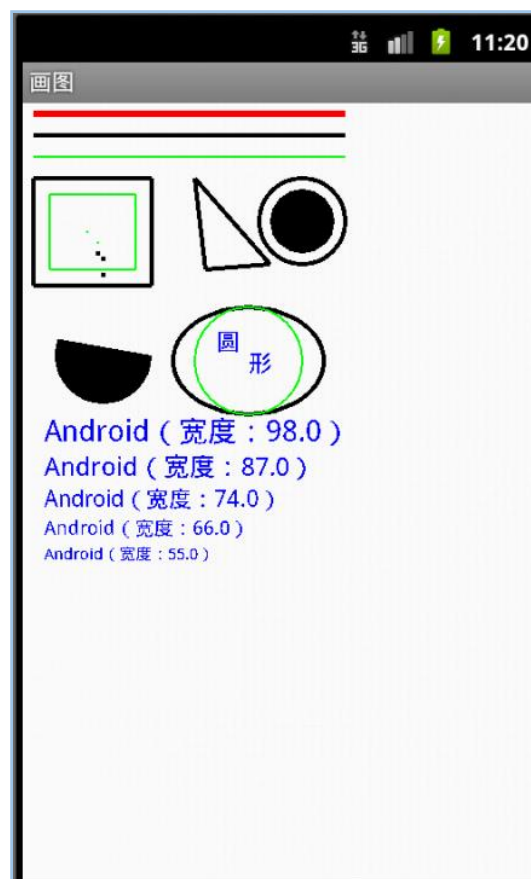 3G 11:20
画图
圆
形
Android（宽度：98.0）
Android（宽度：87.0）
Android（宽度：74.0）
Android（宽度：66.0）
Android（宽度：55.0）